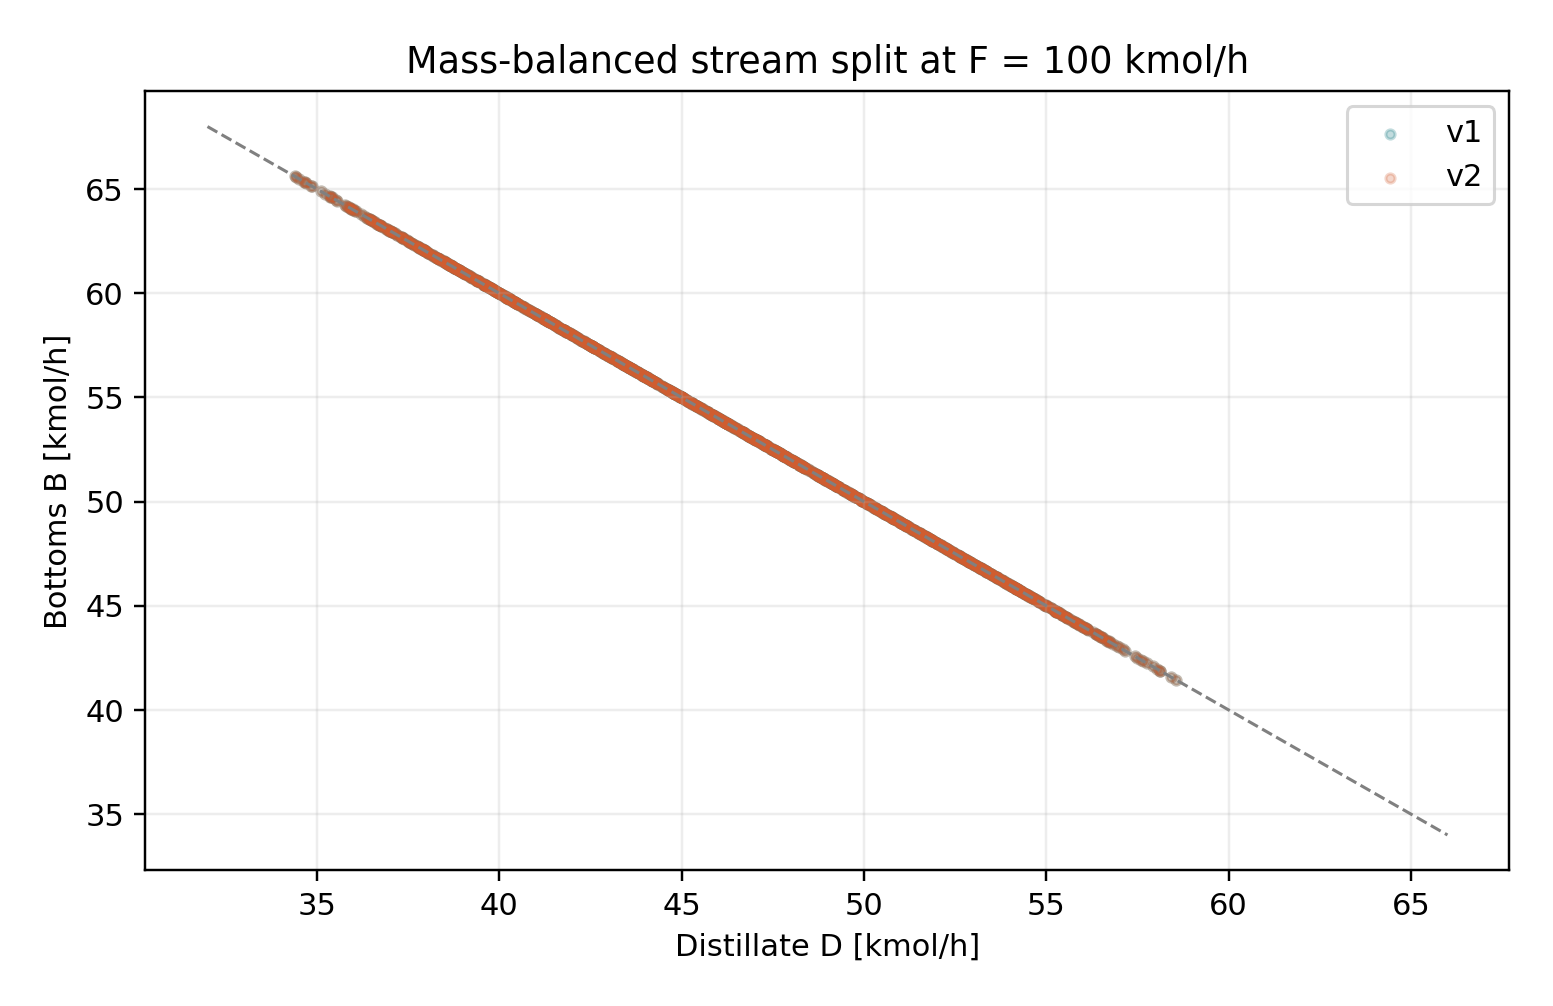 Mass-balanced stream split at F = 100 kmol/h
v1
v2
Bottoms B [kmol/h]
65
60
55
50
45
40
35
35 40 45 50 55 60 65
Distillate D [kmol/h]